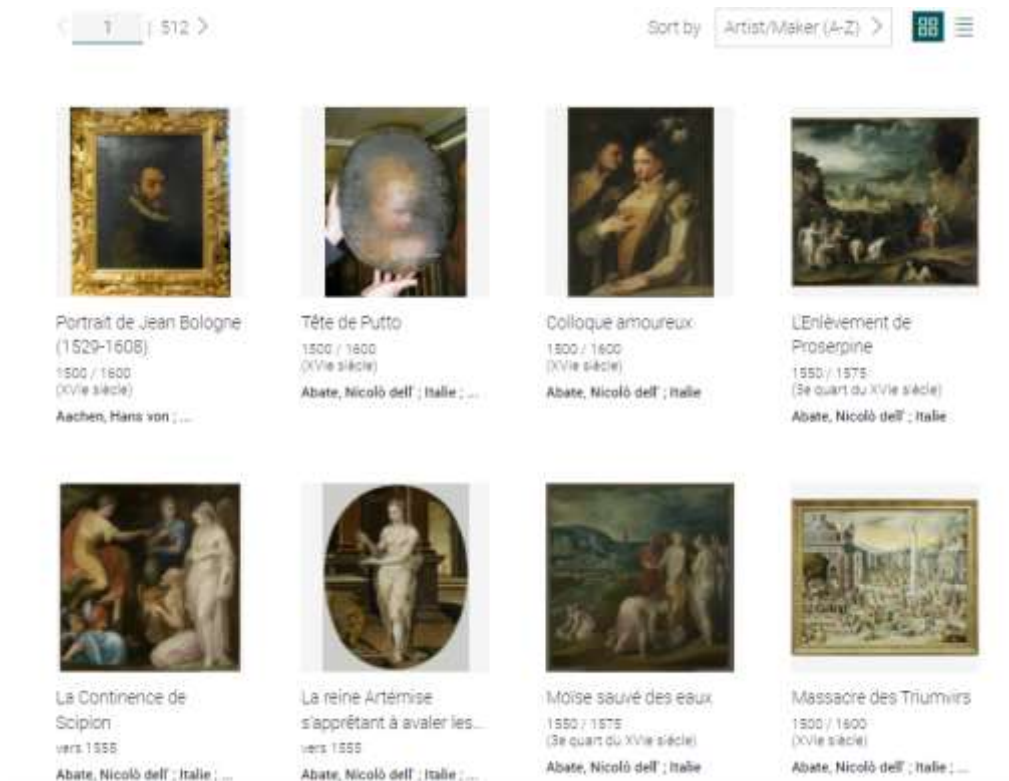 1 | 512
Sort by Artist/Maker (A-Z)
Portrait de Jean Bologne
(1529-1608)
1500 / 1600
(XVIe siècle)
Aachen, Hans von ; ...
Tête de Putto
1500 / 1600
(XVIe siècle)
Abate, Nicolò dell' ; Italie ; ...
Colloque amoureux
1500 / 1600
(XVIe siècle)
Abate, Nicolò dell' ; Italie
L'Enlèvement de
Proserpine
1550 / 1575
(3e quart du XVIe siècle)
Abate, Nicolò dell' ; Italie
La Continence de
Scipion
vers 1555
Abate, Nicolò dell' ; Italie ; ...
La reine Artémise
s'apprêtant à avaler les...
vers 1555
Abate, Nicolò dell' ; Italie ; ...
Moïse sauvé des eaux
1550 / 1575
(3e quart du XVIe siècle)
Abate, Nicolò dell' ; Italie
Massacre des Triumvirs
1500 / 1600
(XVIe siècle)
Abate, Nicolò dell' ; Italie ; ...